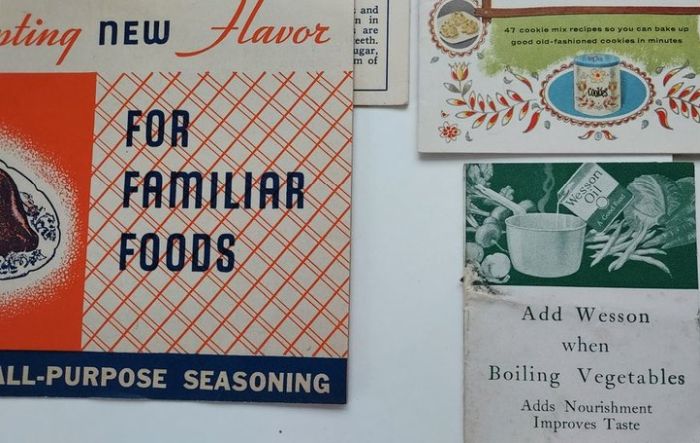 pting NEW Flavor
FOR
FAMILIAR
FOODS
ALL-PURPOSE SEASONING
and
in
are
teeth.
ugar,
m of
47 cookie mix recipes so you can bake up
good old-fashioned cookies in minutes
COOKIES
Wesson
Oil
Add Wesson
when
Boiling Vegetables
Adds Nourishment
Improves Taste